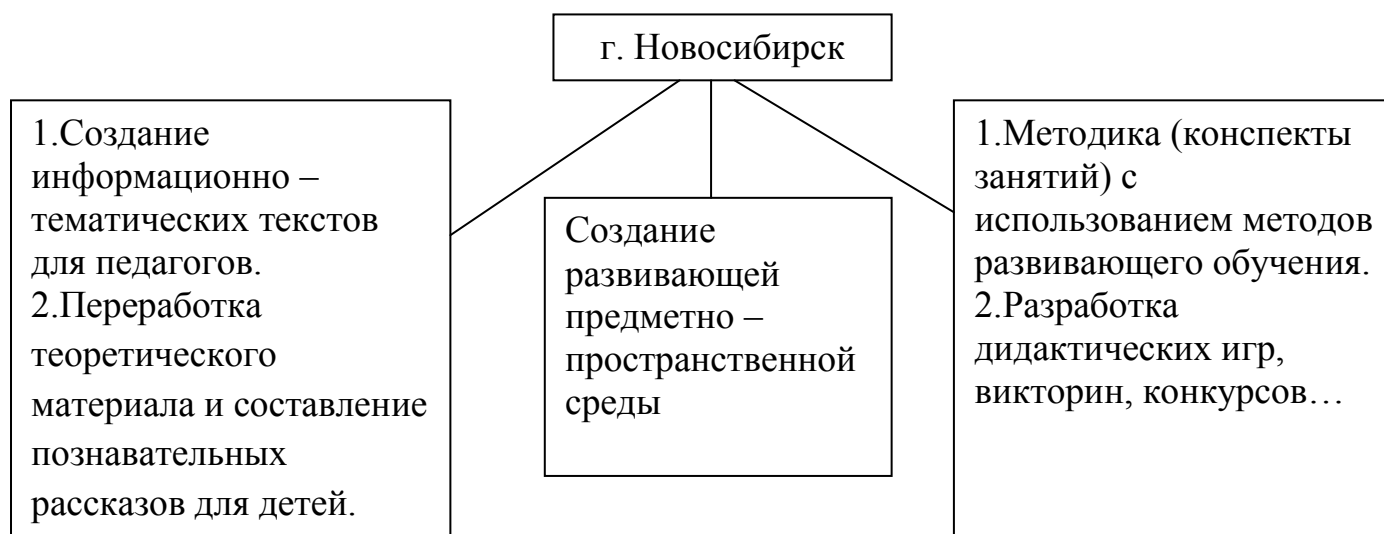 г. Новосибирск
1.Создание
информационно –
тематических текстов
для педагогов.
2.Переработка
теоретического
материала и составление
познавательных
рассказов для детей.
Создание
развивающей
предметно –
пространственной
среды
1.Методика (конспекты
занятий) с
использованием методов
развивающего обучения.
2.Разработка
дидактических игр,
викторин, конкурсов…